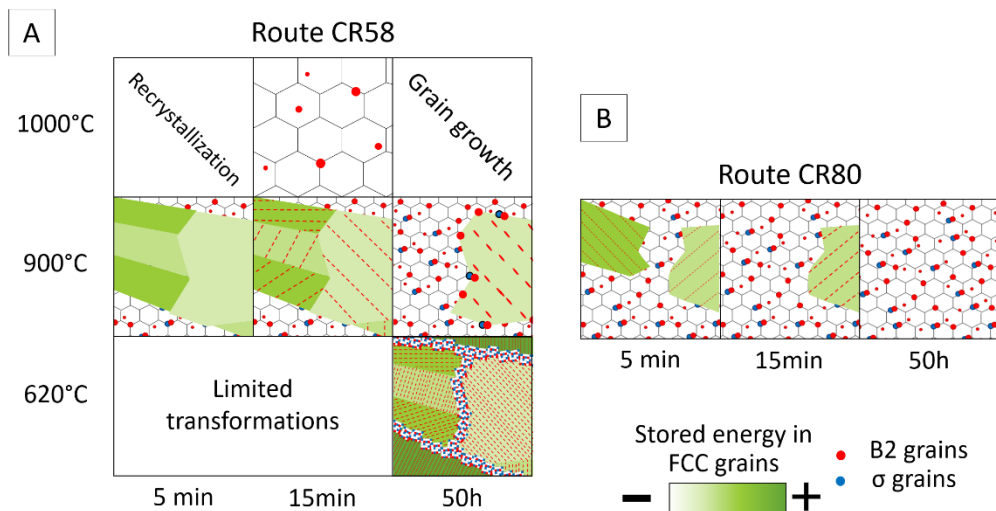 A
Route CR58
1000°C
Recrystallization
Grain growth
900°C
620°C
Limited
transformations
5 min
15min
50h
B
Route CR80
5 min
15min
50h
Stored energy in
FCC grains
− +
B2 grains
σ grains